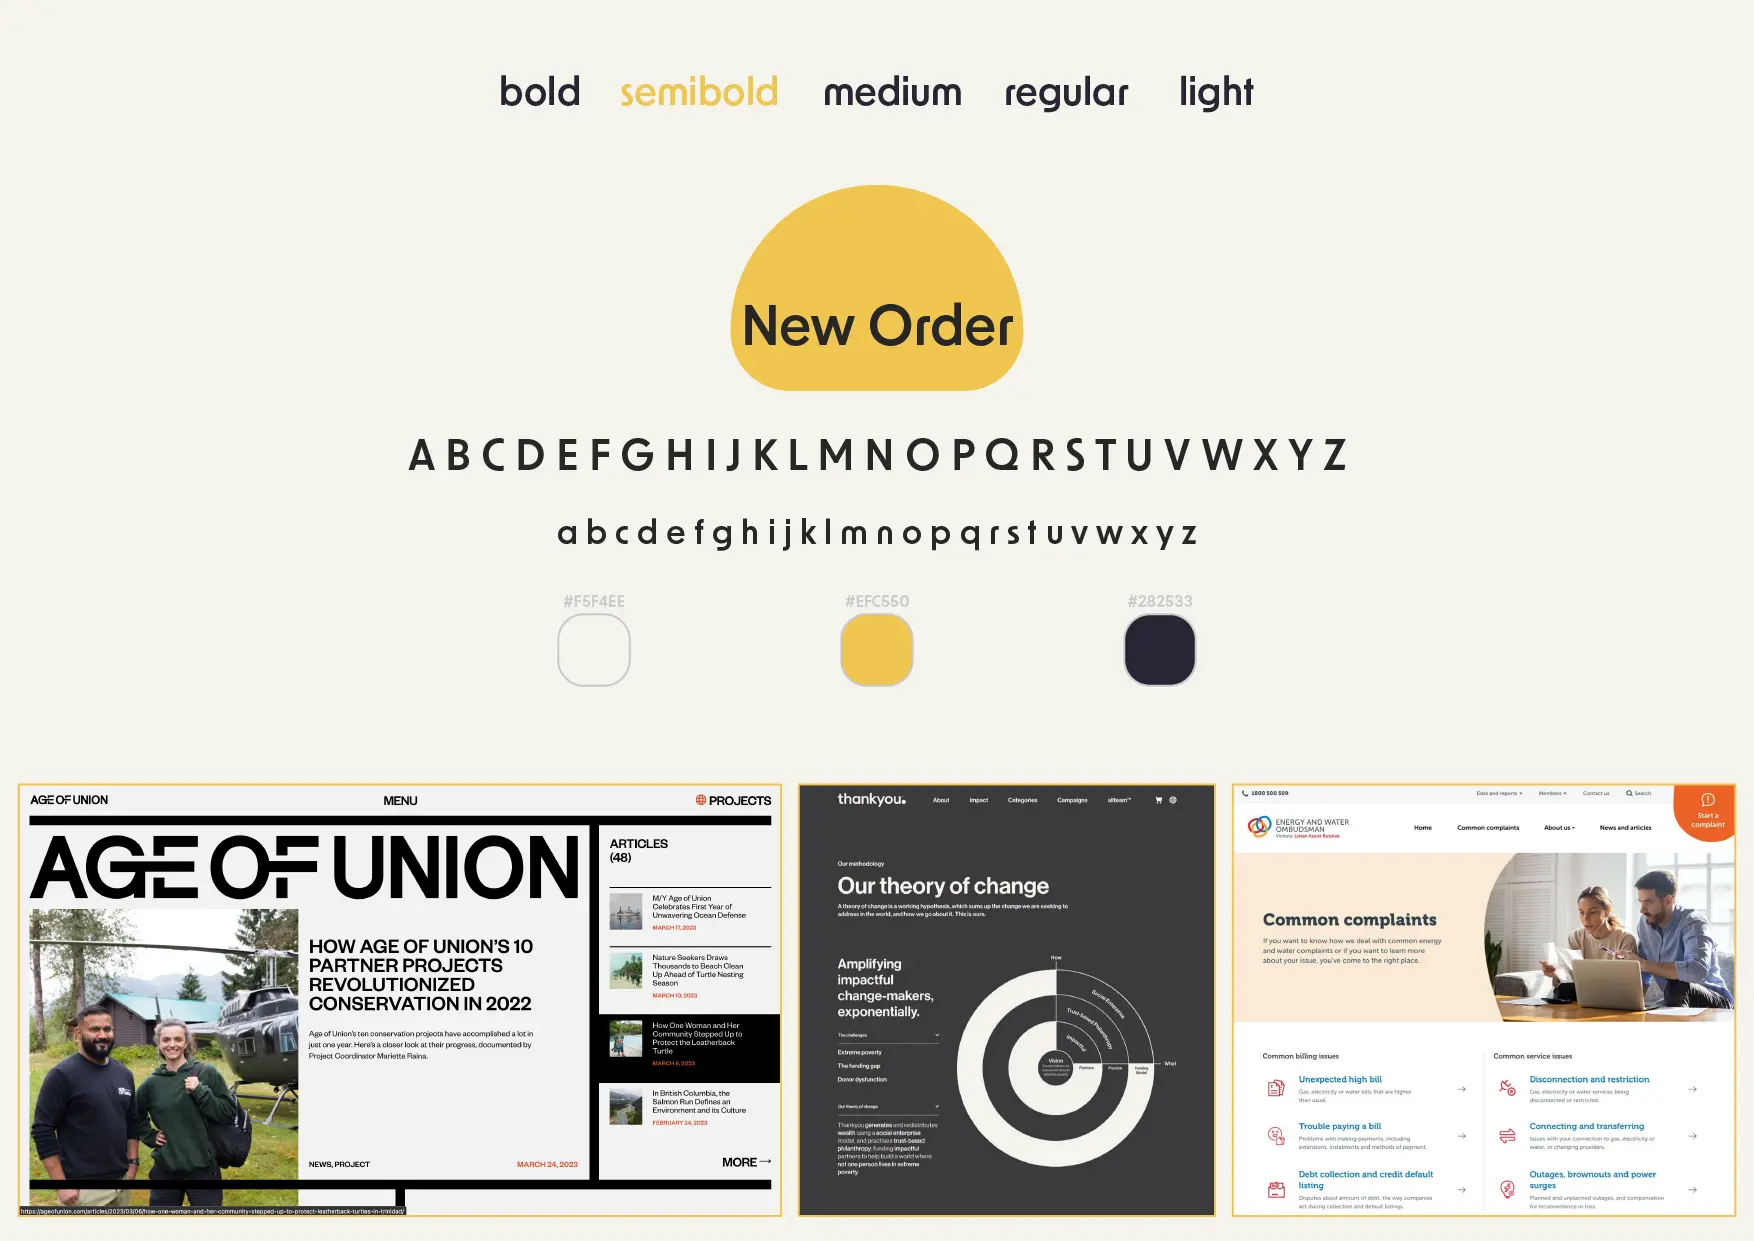 bold semibold medium regular light
New Order
A B C D E F G H I J K L M N O P Q R S T U V W X Y Z
a b c d e f g h i j k l m n o p q r s t u v w x y z
#F5F4EE #EFC550 #282533
AGE OF UNION MENU PROJECTS
AGE OF UNION
HOW AGE OF UNION'S 10
PARTNER PROJECTS
REVOLUTIONIZED
CONSERVATION IN 2022
Age of Union's ten conservation projects have accomplished a lot in
just one year. Here's a closer look at their progress, documented by
Project Coordinator Mariette Raina.
NEWS, PROJECT MARCH 24, 2023
ARTICLES
(48)
M/Y Age of Union
Celebrates First Year of
Unwavering Ocean Defense
MARCH 17, 2023
Nature Seekers Draws
Thousands to Beach Clean
Up Ahead of Turtle Nesting
Season
MARCH 10, 2023
How One Woman and Her
Community Stepped Up to
Protect the Leatherback
Turtle
MARCH 6, 2023
In British Columbia, the
Salmon Run Defines an
Environment and its Culture
FEBRUARY 24, 2023
MORE →
https://ageofunion.com/articles/2023/03/06/how-one-woman-and-her-community-stepped-up-to-protect-leatherback-turtles-in-trinidad/
thankyou. About Impact Categories Campaigns allteam™
Our methodology
Our theory of change
A theory of change is a working hypothesis, which sums up the change we are seeking to
address in the world, and how we go about it. This is ours.
Amplifying
impactful
change-makers,
exponentially.
The challenges
Extreme poverty
The funding gap
Donor dysfunction
Our theory of change
Thankyou generates and redistributes
wealth using a social enterprise
model, and practises trust-based
philanthropy, funding impactful
partners to help build a world where
not one person lives in extreme
poverty.
How
Social Enterprise
Trust-based Philanthropy
Impactful
Vision
Partners Practice Funding
Model
What
1800 500 509 Data and reports Members Contact us Search
Start a
complaint
ENERGY AND WATER
OMBUDSMAN
Victoria Listen Assist Resolve
Home Common complaints About us News and articles
Common complaints
If you want to know how we deal with common energy
and water complaints or if you want to learn more
about your issue, you've come to the right place.
Common billing issues
Unexpected high bill
Gas, electricity or water bills that are higher
than usual.
Trouble paying a bill
Problems with making payments, including
extensions, instalments and methods of payment.
Debt collection and credit default
listing
Disputes about amount of debt, the way companies
act during collection and default listings.
Common service issues
Disconnection and restriction
Gas, electricity or water services being
disconnected or restricted.
Connecting and transferring
Issues with your connection to gas, electricity or
water, or changing providers.
Outages, brownouts and power
surges
Planned and unplanned outages, and compensation
for inconvenience or loss.